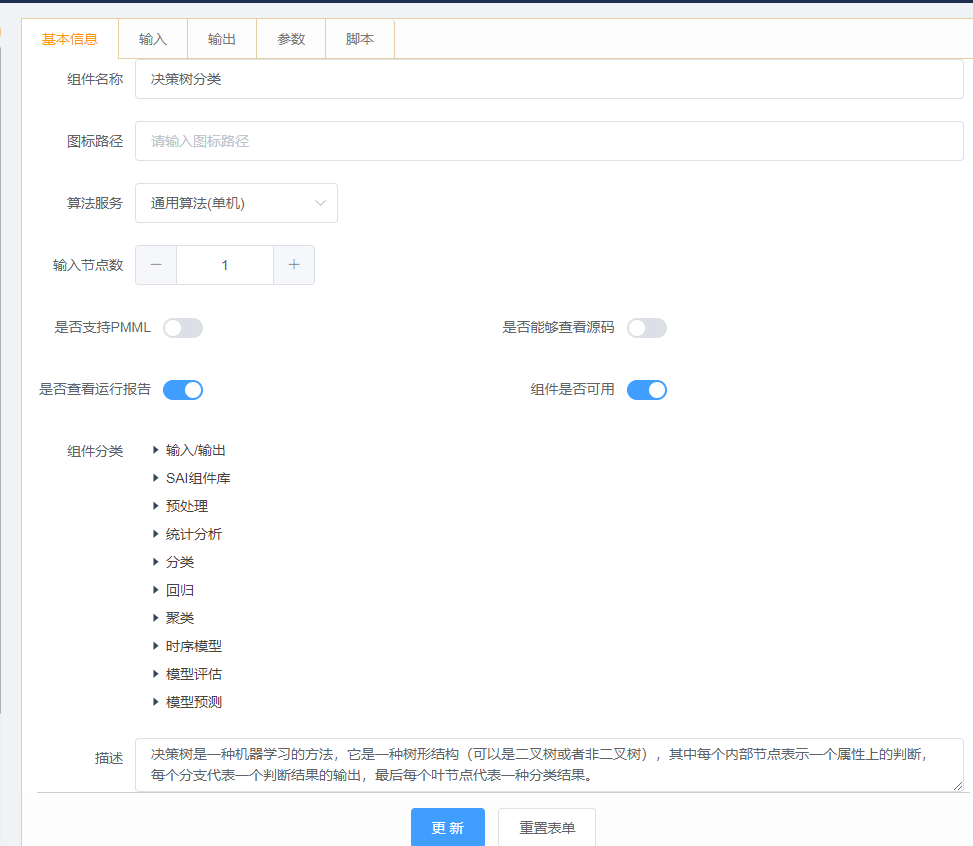 基本信息 输入 输出 参数 脚本
组件名称 决策树分类
图标路径 请输入图标路径
算法服务 通用算法(单机)
输入节点数 — 1 +
是否支持PMML 是否能够查看源码
是否查看运行报告 组件是否可用
组件分类 输入/输出
SAI组件库
预处理
统计分析
分类
回归
聚类
时序模型
模型评估
模型预测
描述 决策树是一种机器学习的方法，它是一种树形结构（可以是二叉树或者非二叉树），其中每个内部节点表示一个属性上的判断，
每个分支代表一个判断结果的输出，最后每个叶节点代表一种分类结果。
更新 重置表单